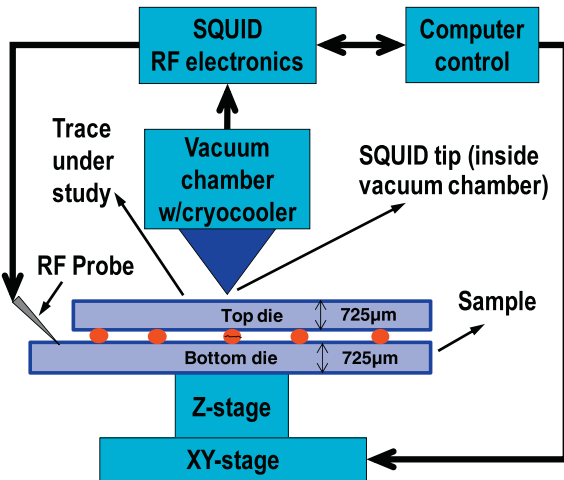 SQUID
RF electronics
Computer
control
Trace
under
study
Vacuum
chamber
w/cryocooler
SQUID tip (inside
vacuum chamber)
RF Probe
Sample
Top die
725µm
Bottom die
725µm
Z-stage
XY-stage